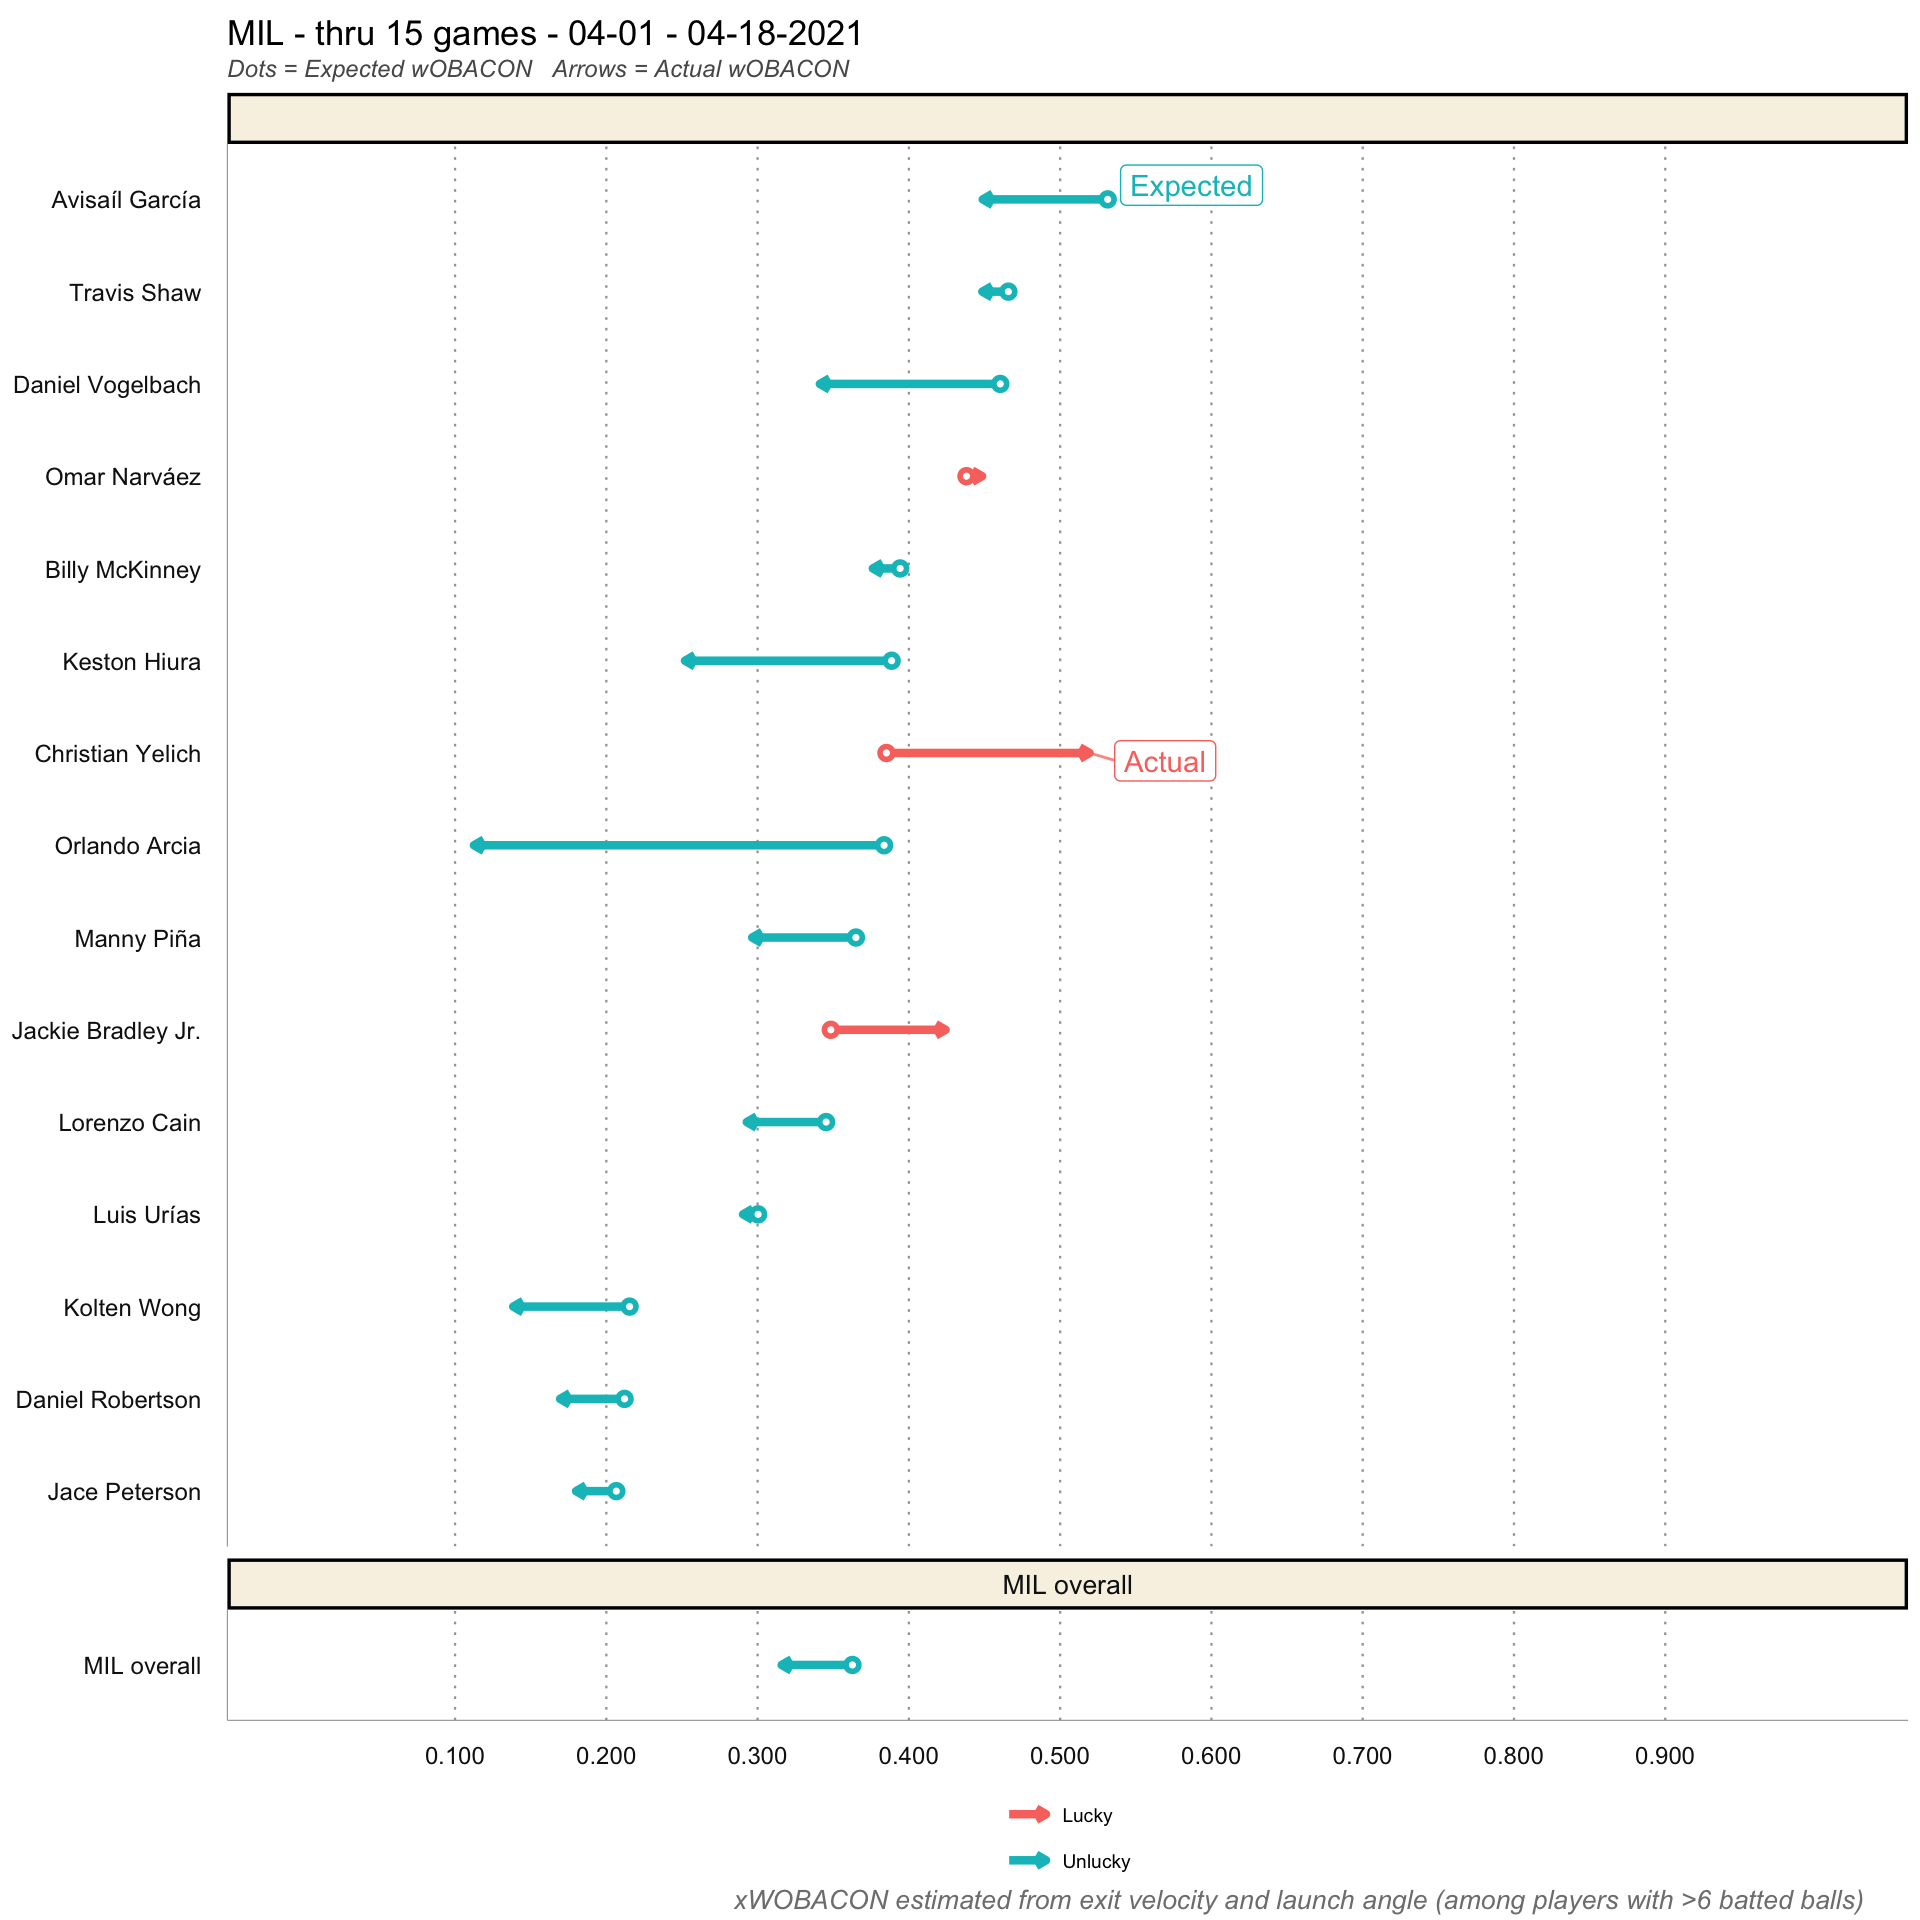 MIL - thru 15 games - 04-01 - 04-18-2021
Dots = Expected wOBACON   Arrows = Actual wOBACON
Avisaíl García
Expected
Travis Shaw
Daniel Vogelbach
Omar Narváez
Billy McKinney
Keston Hiura
Christian Yelich
Actual
Orlando Arcia
Manny Piña
Jackie Bradley Jr.
Lorenzo Cain
Luis Urías
Kolten Wong
Daniel Robertson
Jace Peterson
MIL overall
MIL overall
0.100 0.200 0.300 0.400 0.500 0.600 0.700 0.800 0.900
Lucky
Unlucky
xWOBACON estimated from exit velocity and launch angle (among players with >6 batted balls)